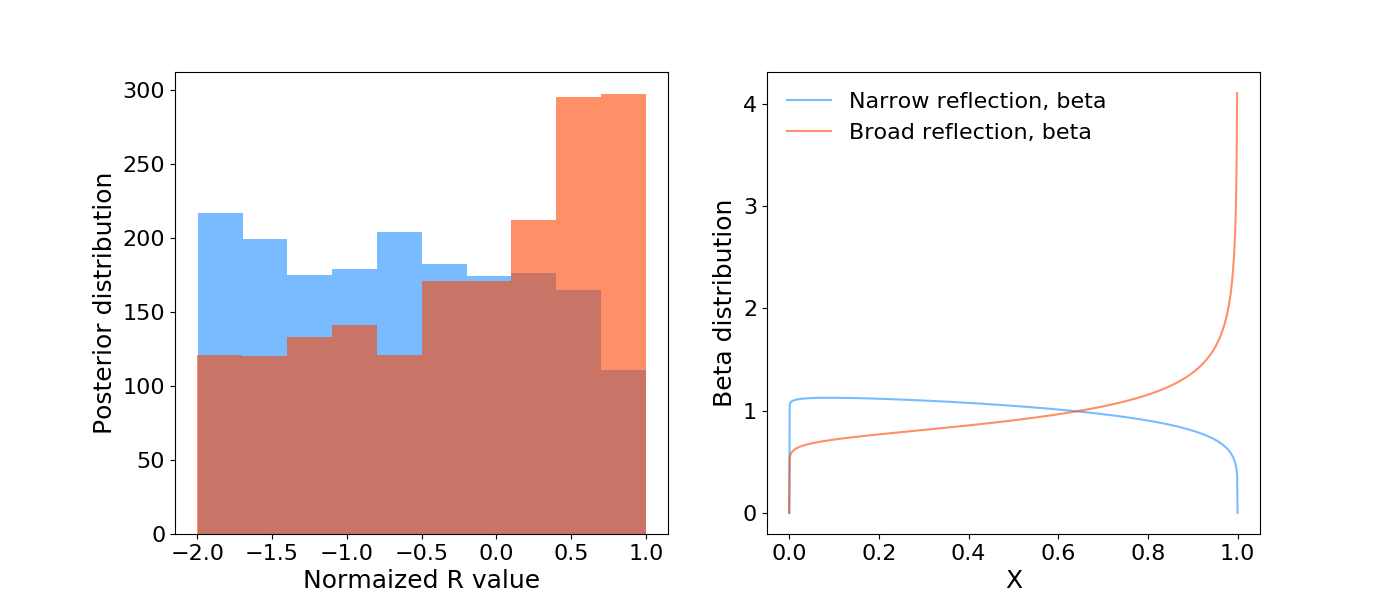 300
250
200
150
100
50
0
Posterior distribution
−2.0 −1.5 −1.0 −0.5 0.0 0.5 1.0
Normaized R value
Narrow reflection, beta
Broad reflection, beta
4
3
2
1
0
Beta distribution
0.0 0.2 0.4 0.6 0.8 1.0
X